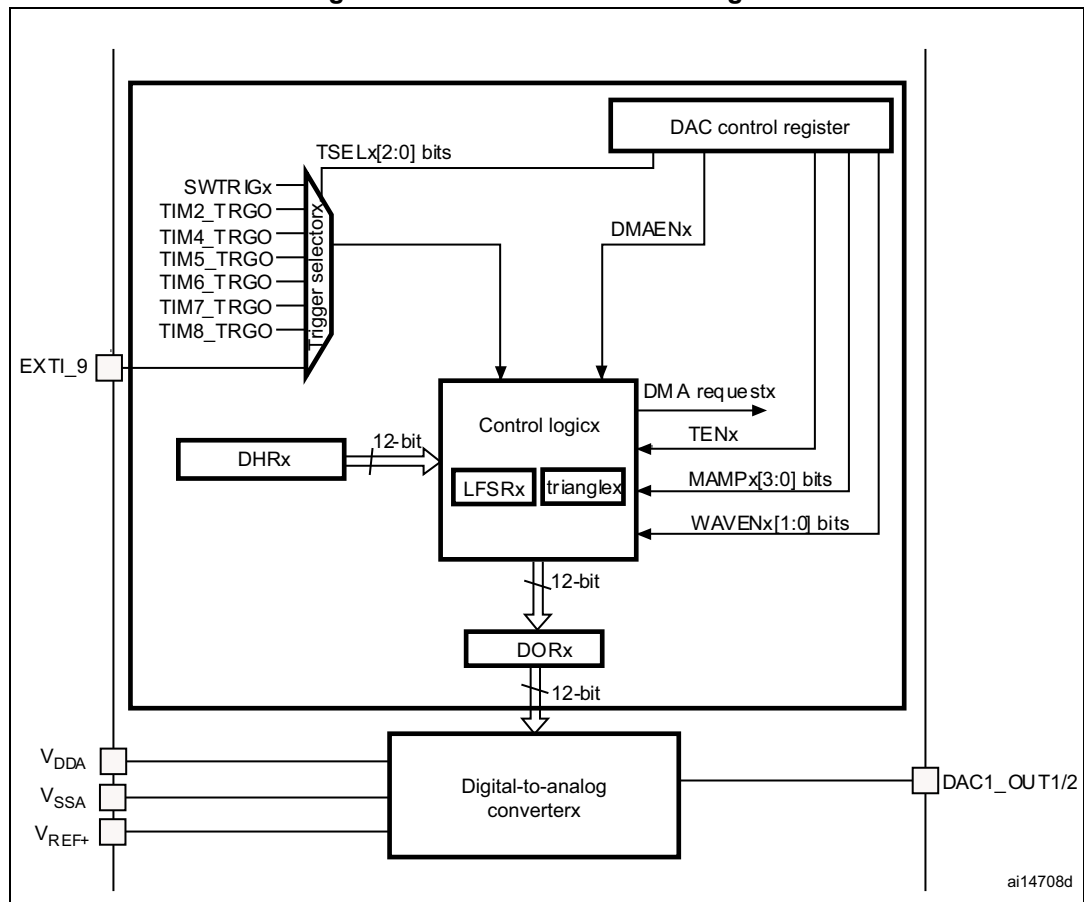 DAC control register
TSELx[2:0] bits
SWTRIGx
TIM2_TRGO
TIM4_TRGO
TIM5_TRGO
TIM6_TRGO
TIM7_TRGO
TIM8_TRGO
Trigger selectorx
DMAENx
EXTI_9
DMA requestx
Control logicx
TENx
12-bit
DHRx
LFSRx
trianglex
MAMPx[3:0] bits
WAVENx[1:0] bits
12-bit
DORx
12-bit
VDDA
VSSA
VREF+
Digital-to-analog
converterx
DAC1_OUT1/2
ai14708d